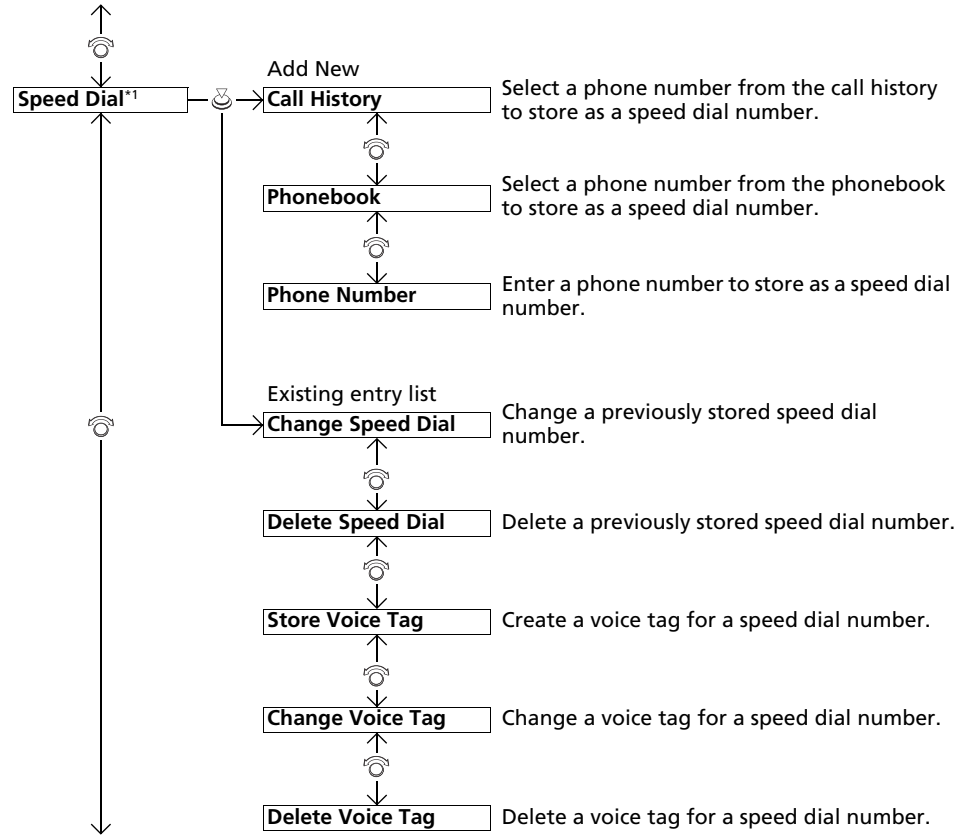 Add New
Speed Dial*1
Call History
Select a phone number from the call history
to store as a speed dial number.
Phonebook
Select a phone number from the phonebook
to store as a speed dial number.
Phone Number
Enter a phone number to store as a speed dial
number.
Existing entry list
Change Speed Dial
Change a previously stored speed dial
number.
Delete Speed Dial
Delete a previously stored speed dial number.
Store Voice Tag
Create a voice tag for a speed dial number.
Change Voice Tag
Change a voice tag for a speed dial number.
Delete Voice Tag
Delete a voice tag for a speed dial number.